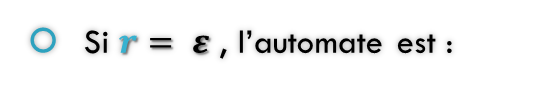 Si r = ε , l'automate est :